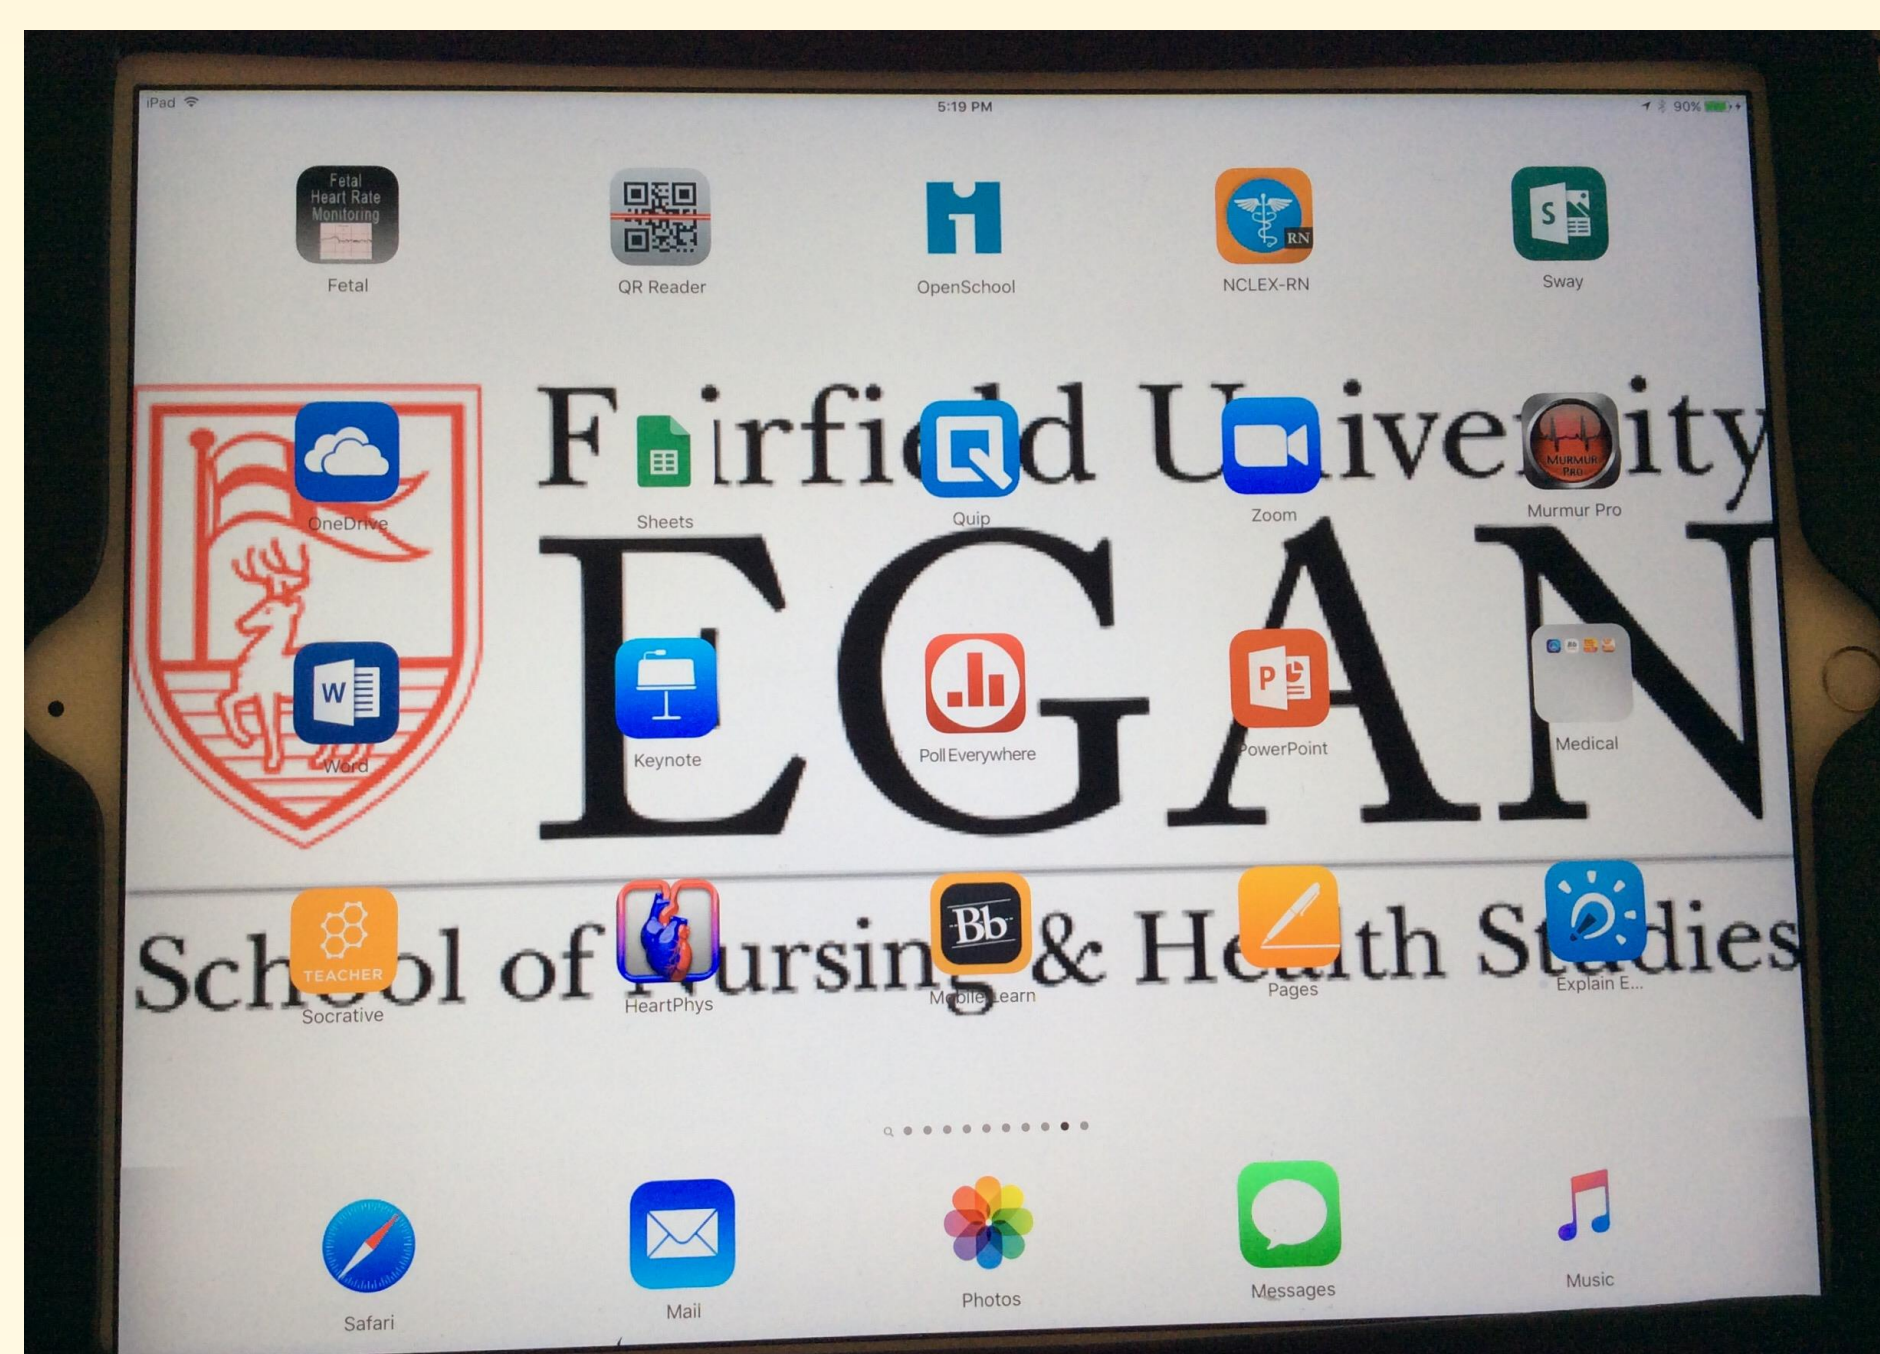 iPad 5:19 PM 90%
Fetal Heart Rate Monitoring
RN
S
Fetal QR Reader OpenSchool NCLEX-RN Sway
Fairfield University
MURMUR PRO
OneDrive Sheets Quip Zoom Murmur Pro
EGAN
W P
Word Keynote Poll Everywhere PowerPoint Medical
School of Nursing & Health Studies
TEACHER Bb
Socrative HeartPhys Mobile Learn Pages Explain E...
Safari Mail Photos Messages Music